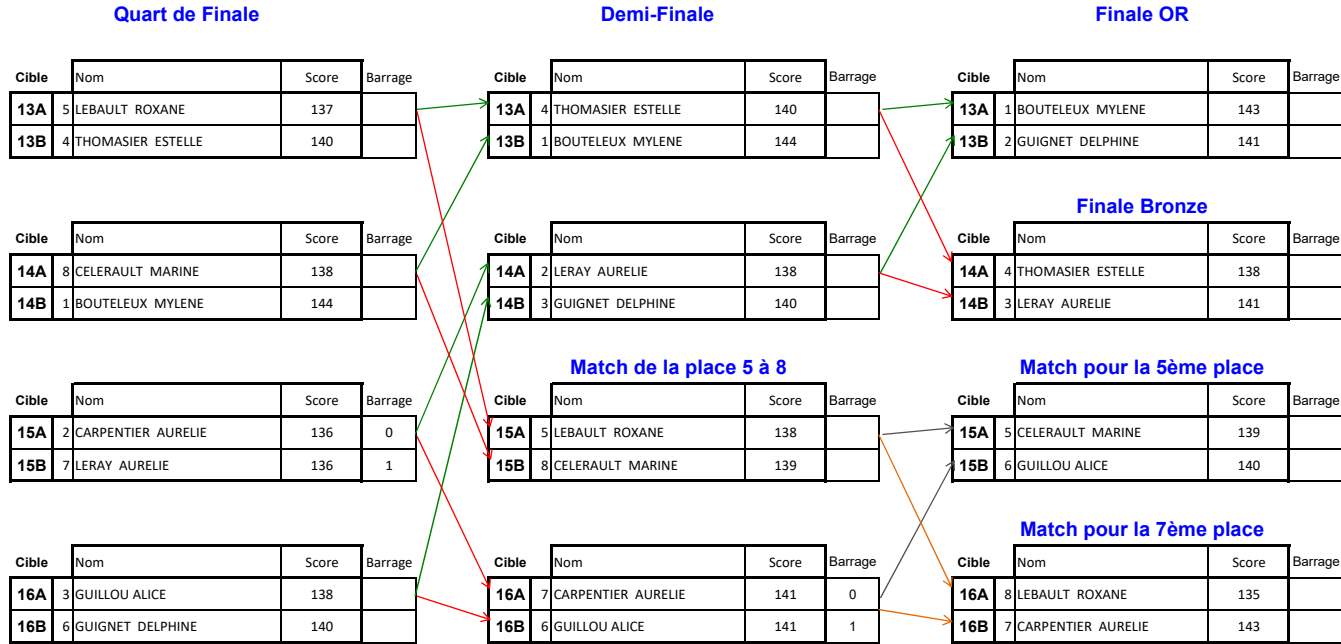 Quart de Finale Demi-Finale Finale OR
Cible Nom Score Barrage Cible Nom Score Barrage Cible Nom Score Barrage
13A 5 LEBAULT ROXANE 137 13A 4 THOMASIER ESTELLE 140 13A 1 BOUTELEUX MYLENE 143
13B 4 THOMASIER ESTELLE 140 13B 1 BOUTELEUX MYLENE 144 13B 2 GUIGNET DELPHINE 141
Finale Bronze
Cible Nom Score Barrage Cible Nom Score Barrage Cible Nom Score Barrage
14A 8 CELERAULT MARINE 138 14A 2 LERAY AURELIE 138 14A 4 THOMASIER ESTELLE 138
14B 1 BOUTELEUX MYLENE 144 14B 3 GUIGNET DELPHINE 140 14B 3 LERAY AURELIE 141
Match de la place 5 à 8 Match pour la 5ème place
Cible Nom Score Barrage Cible Nom Score Barrage Cible Nom Score Barrage
15A 2 CARPENTIER AURELIE 136 0 15A 5 LEBAULT ROXANE 138 15A 5 CELERAULT MARINE 139
15B 7 LERAY AURELIE 136 1 15B 8 CELERAULT MARINE 139 15B 6 GUILLOU ALICE 140
Match pour la 7ème place
Cible Nom Score Barrage Cible Nom Score Barrage Cible Nom Score Barrage
16A 3 GUILLOU ALICE 138 16A 7 CARPENTIER AURELIE 141 0 16A 8 LEBAULT ROXANE 135
16B 6 GUIGNET DELPHINE 140 16B 6 GUILLOU ALICE 141 1 16B 7 CARPENTIER AURELIE 143